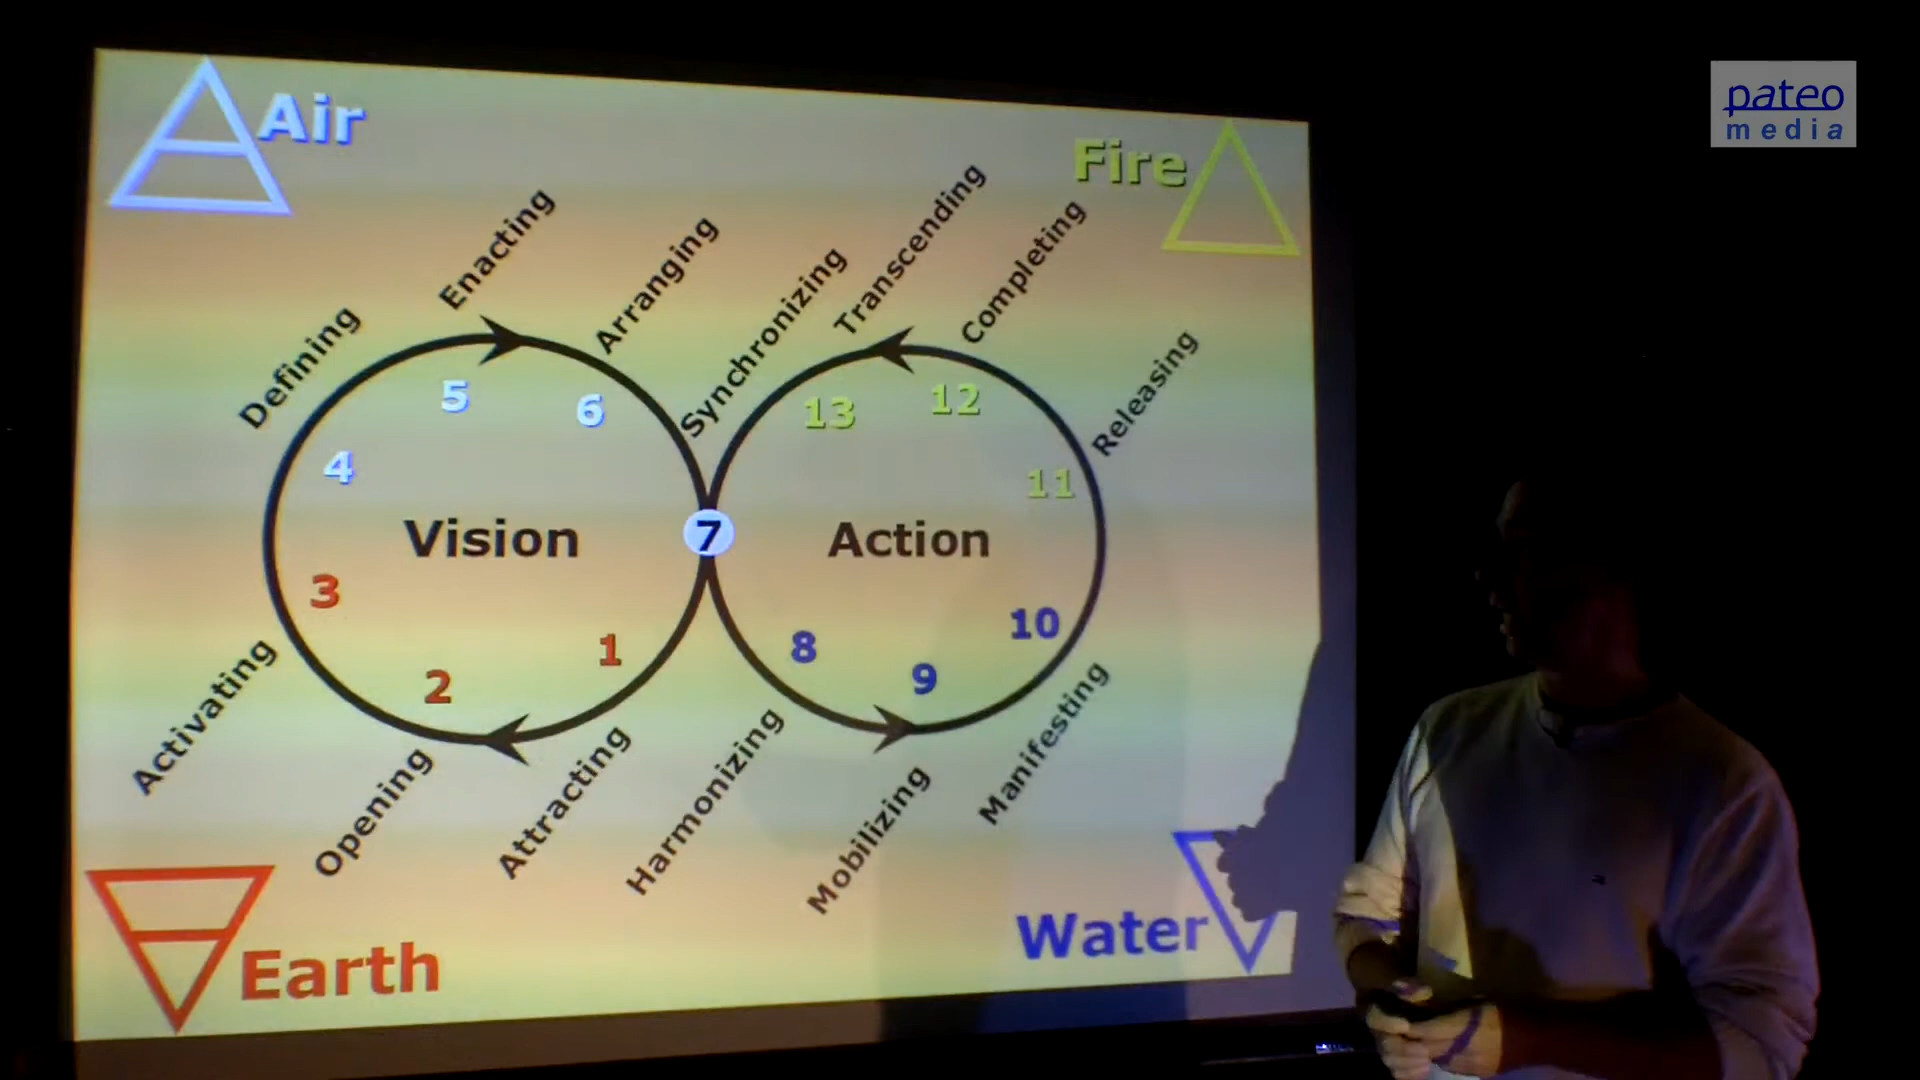 pateo
media
Air
Fire
Enacting
Arranging
Synchronizing
Transcending
Completing
Defining
Releasing
5
6
13
12
4
11
Vision
7
Action
3
1
8
10
2
9
Activating
Opening
Attracting
Harmonizing
Mobilizing
Manifesting
Earth
Water